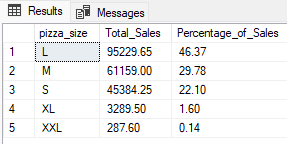 Results Messages
pizza_size Total_Sales Percentage_of_Sales
1 L 95229.65 46.37
2 M 61159.00 29.78
3 S 45384.25 22.10
4 XL 3289.50 1.60
5 XXL 287.60 0.14